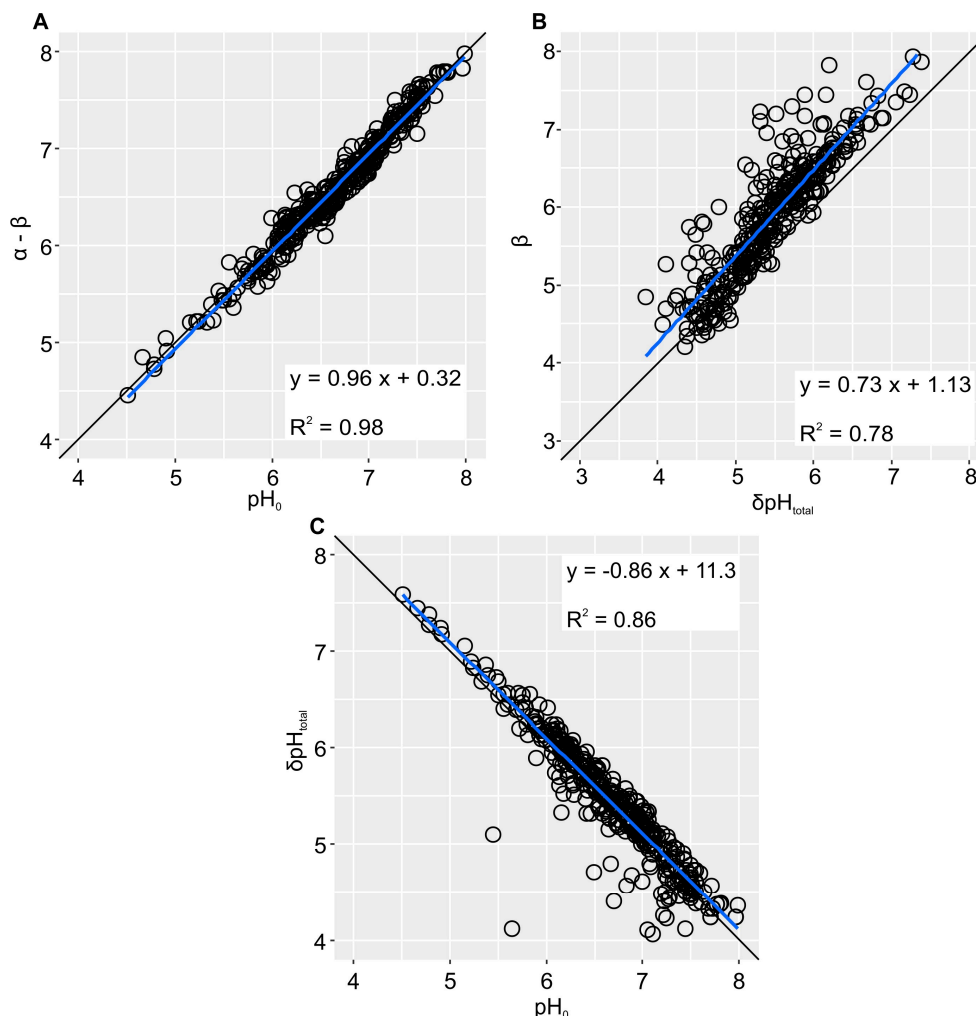 A
8
7
6
5
4
α - β
y = 0.96 x + 0.32
R² = 0.98
4 5 6 7 8
pH₀
B
8
7
6
5
4
3
β
y = 0.73 x + 1.13
R² = 0.78
3 4 5 6 7 8
δpHtotal
C
8
7
6
5
4
δpHtotal
y = -0.86 x + 11.3
R² = 0.86
4 5 6 7 8
pH₀